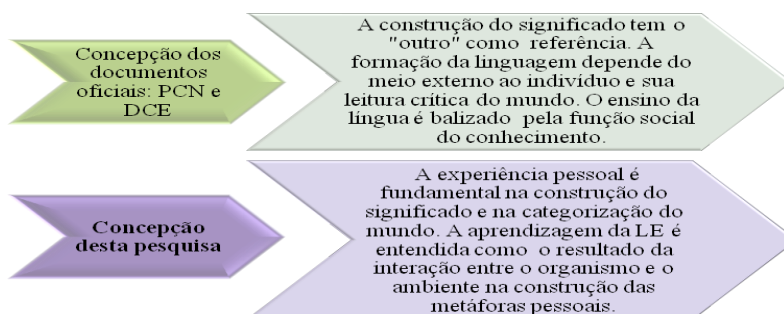 Concepção dos
documentos
oficiais: PCN e
DCE
A construção do significado tem o
"outro" como referência. A
formação da linguagem depende do
meio externo ao indivíduo e sua
leitura crítica do mundo. O ensino da
língua é balizado pela função social
do conhecimento.
Concepção
desta pesquisa
A experiência pessoal é
fundamental na construção do
significado e na categorização do
mundo. A aprendizagem da LE é
entendida como o resultado da
interação entre o organismo e o
ambiente na construção das
metáforas pessoais.